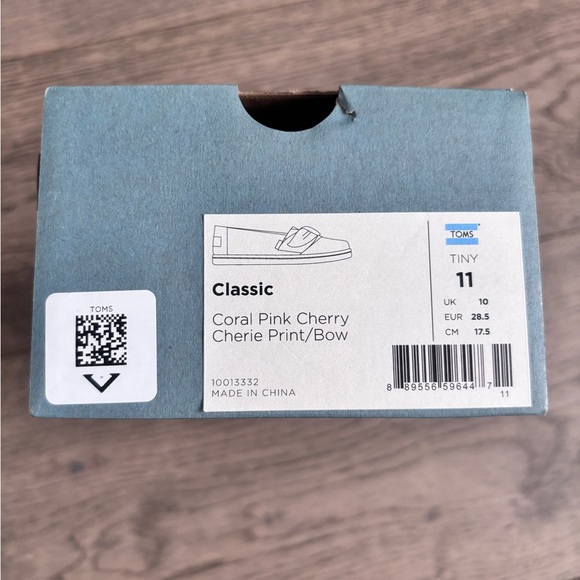 TOMS
Classic
Coral Pink Cherry
Cherie Print/Bow
10013332
MADE IN CHINA
TOMS
TINY
11
UK 10
EUR 28.5
CM 17.5
8 89556 59644 7
11